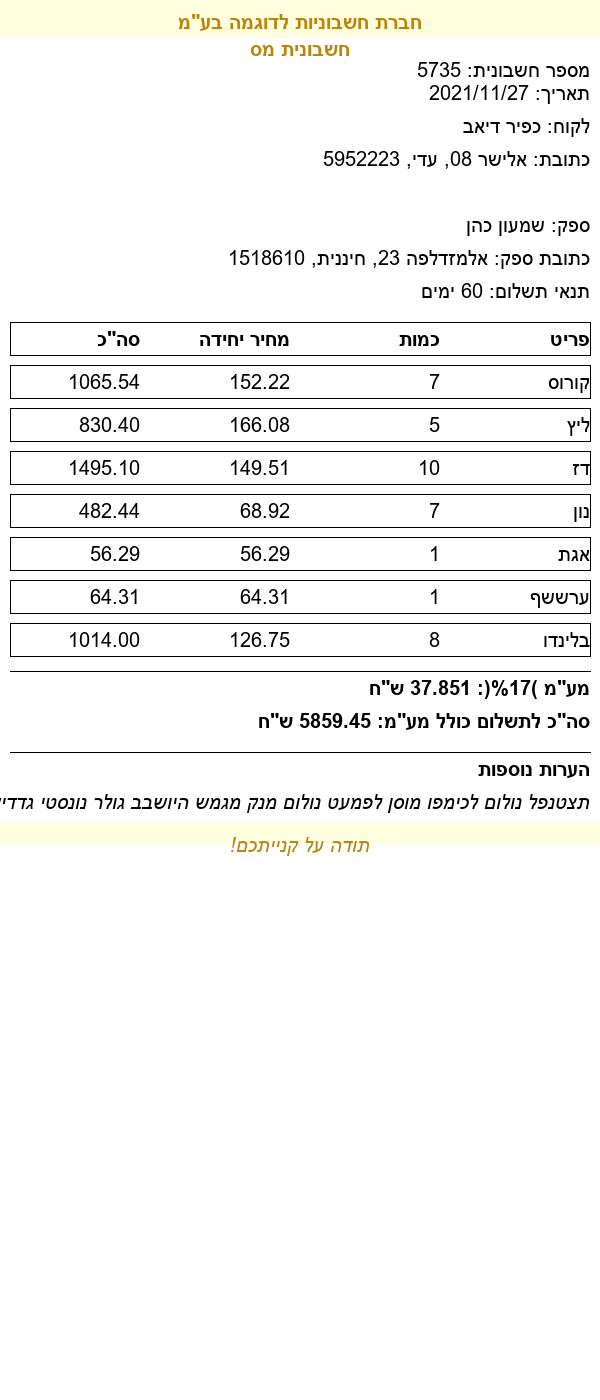 חברת חשבוניות לדוגמה בע"מ
חשבונית מס
מספר חשבונית: 5735
תאריך: 2021/11/27
לקוח: כפיר דיאב
כתובת: אלישר 08, עדי, 5952223
ספק: שמעון כהן
כתובת ספק: אלמזדלפה 23, חיננית, 1518610
תנאי תשלום: 60 ימים
פריט כמות מחיר יחידה סה"כ
קורוס 7 152.22 1065.54
ליץ 5 166.08 830.40
דז 10 149.51 1495.10
נון 7 68.92 482.44
אגת 1 56.29 56.29
ערששף 1 64.31 64.31
בלינדו 8 126.75 1014.00
מע"מ )17%(: 37.851 ש"ח
סה"כ לתשלום כולל מע"מ: 5859.45 ש"ח
הערות נוספות
תצטנפל נולום לכימפו מוסן לפמעט נולום מנק מגמש היושבב גולר נונסטי
תודה על קנייתכם!